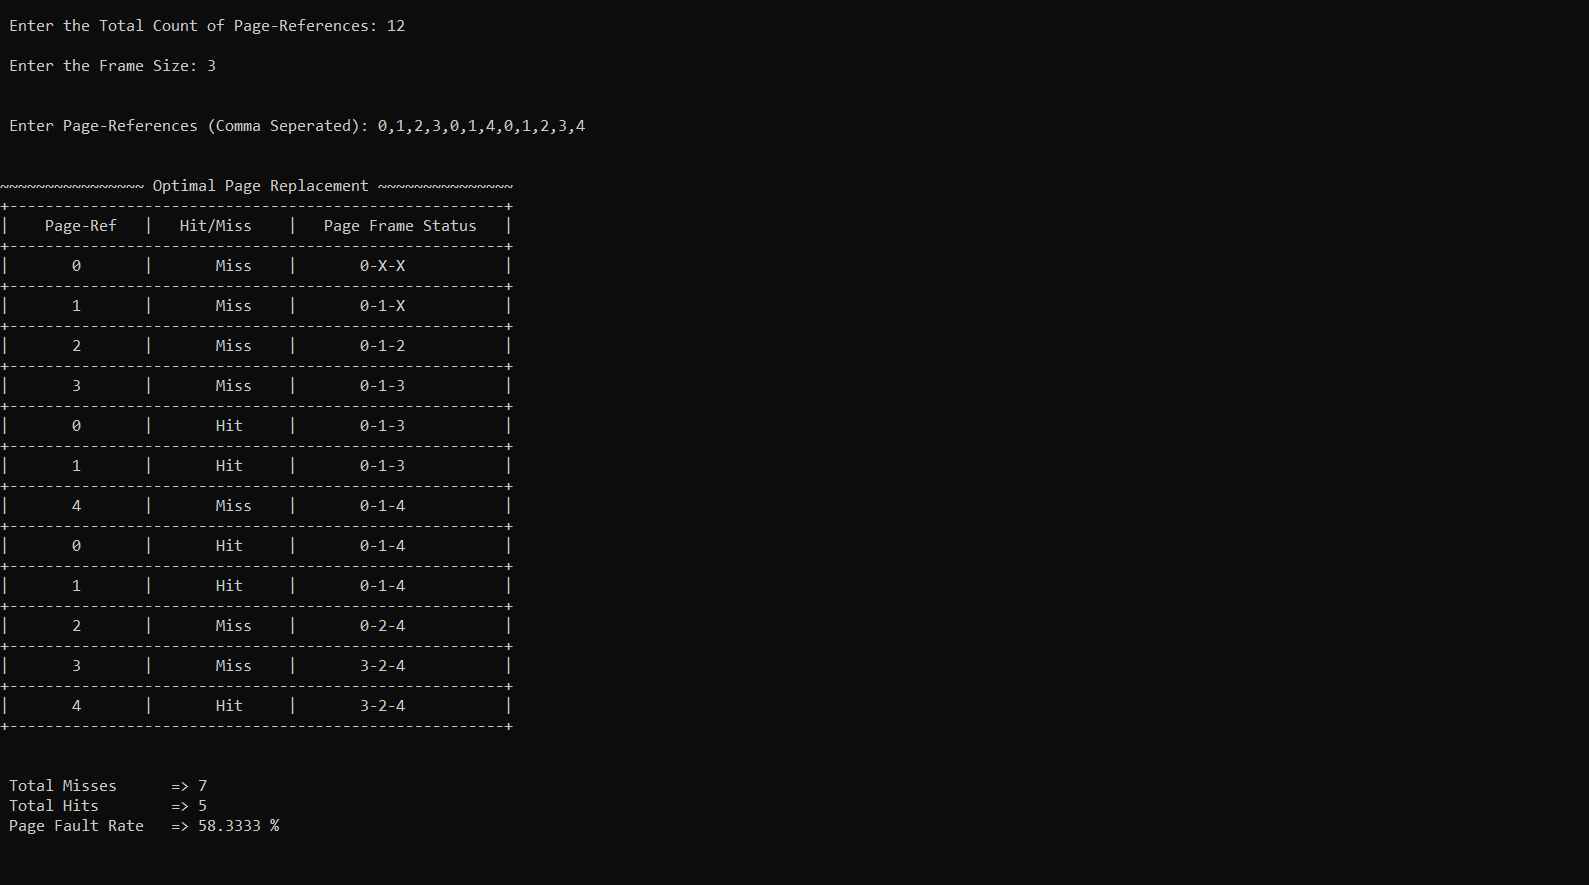 Enter the Total Count of Page-References: 12
Enter the Frame Size: 3
Enter Page-References (Comma Seperated): 0,1,2,3,0,1,4,0,1,2,3,4
~~~~~~~~~~~~~~~~ Optimal Page Replacement ~~~~~~~~~~~~~~~
+-------------------------------------------------------+
|    Page-Ref   |   Hit/Miss    |   Page Frame Status   |
+-------------------------------------------------------+
|       0       |       Miss    |       0-X-X           |
+-------------------------------------------------------+
|       1       |       Miss    |       0-1-X           |
+-------------------------------------------------------+
|       2       |       Miss    |       0-1-2           |
+-------------------------------------------------------+
|       3       |       Miss    |       0-1-3           |
+-------------------------------------------------------+
|       0       |       Hit     |       0-1-3           |
+-------------------------------------------------------+
|       1       |       Hit     |       0-1-3           |
+-------------------------------------------------------+
|       4       |       Miss    |       0-1-4           |
+-------------------------------------------------------+
|       0       |       Hit     |       0-1-4           |
+-------------------------------------------------------+
|       1       |       Hit     |       0-1-4           |
+-------------------------------------------------------+
|       2       |       Miss    |       0-2-4           |
+-------------------------------------------------------+
|       3       |       Miss    |       3-2-4           |
+-------------------------------------------------------+
|       4       |       Hit     |       3-2-4           |
+-------------------------------------------------------+
Total Misses      => 7
Total Hits        => 5
Page Fault Rate   => 58.3333 %